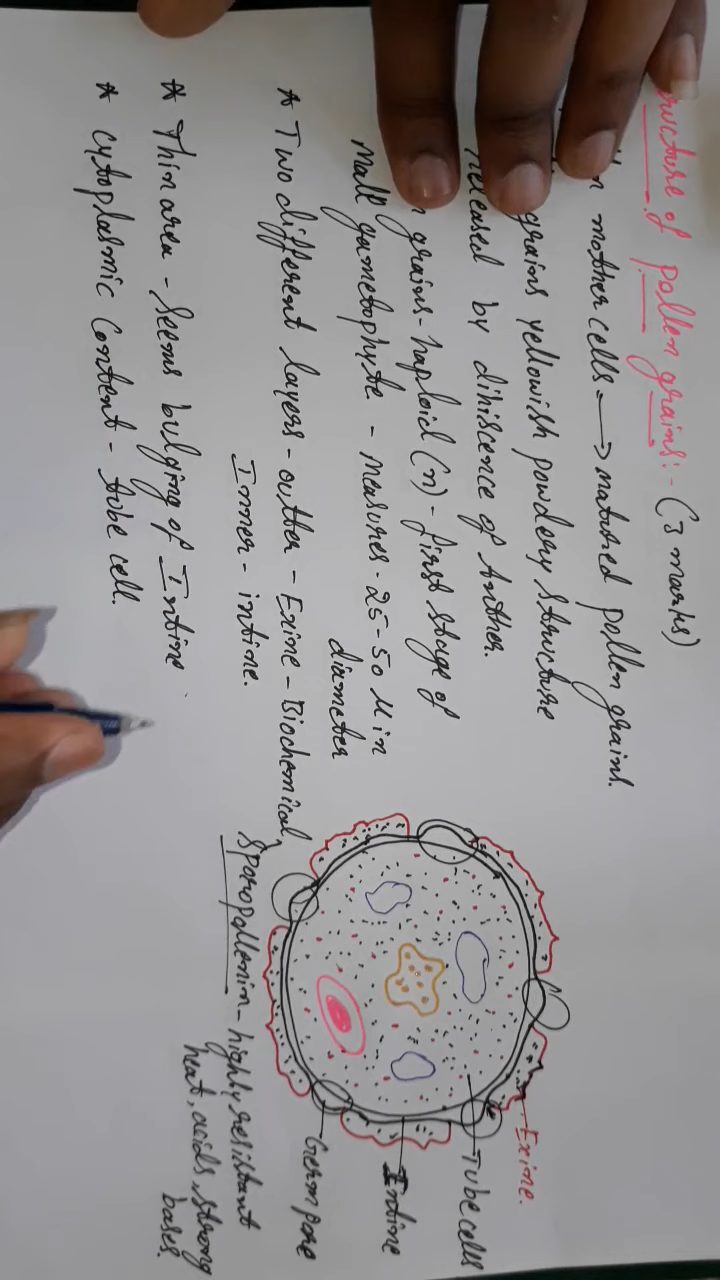 ructure of pollen grains:- (3 marks)
n mother cells → matured pollen grains.
grains yellowish powdery structure
released by dihiscence of Anther.
n grains - haploid (n) - first stage of
male gametophyte - measures - 25-50 μ in
diameter
* Two different layers - outter - Exine - Biochemical,
Inner - intine.
Sporopollenin - highly resistant
heat, acids, strong
bases.
* Thin area - seems bulging of Intine.
* cytoplasmic Content - tube cell.
Exine.
Tube cells
Intine
Germ pore